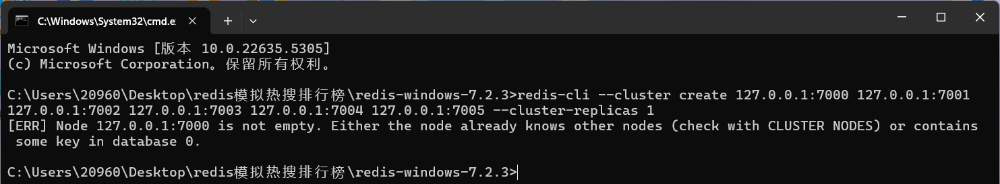 C:\Windows\System32\cmd.e:
Microsoft Windows [版本 10.0.22635.5305]
(c) Microsoft Corporation。保留所有权利。
C:\Users\20960\Desktop\redis模拟热搜排行榜\redis-windows-7.2.3>redis-cli --cluster create 127.0.0.1:7000 127.0.0.1:7001
127.0.0.1:7002 127.0.0.1:7003 127.0.0.1:7004 127.0.0.1:7005 --cluster-replicas 1
[ERR] Node 127.0.0.1:7000 is not empty. Either the node already knows other nodes (check with CLUSTER NODES) or contains
some key in database 0.
C:\Users\20960\Desktop\redis模拟热搜排行榜\redis-windows-7.2.3>